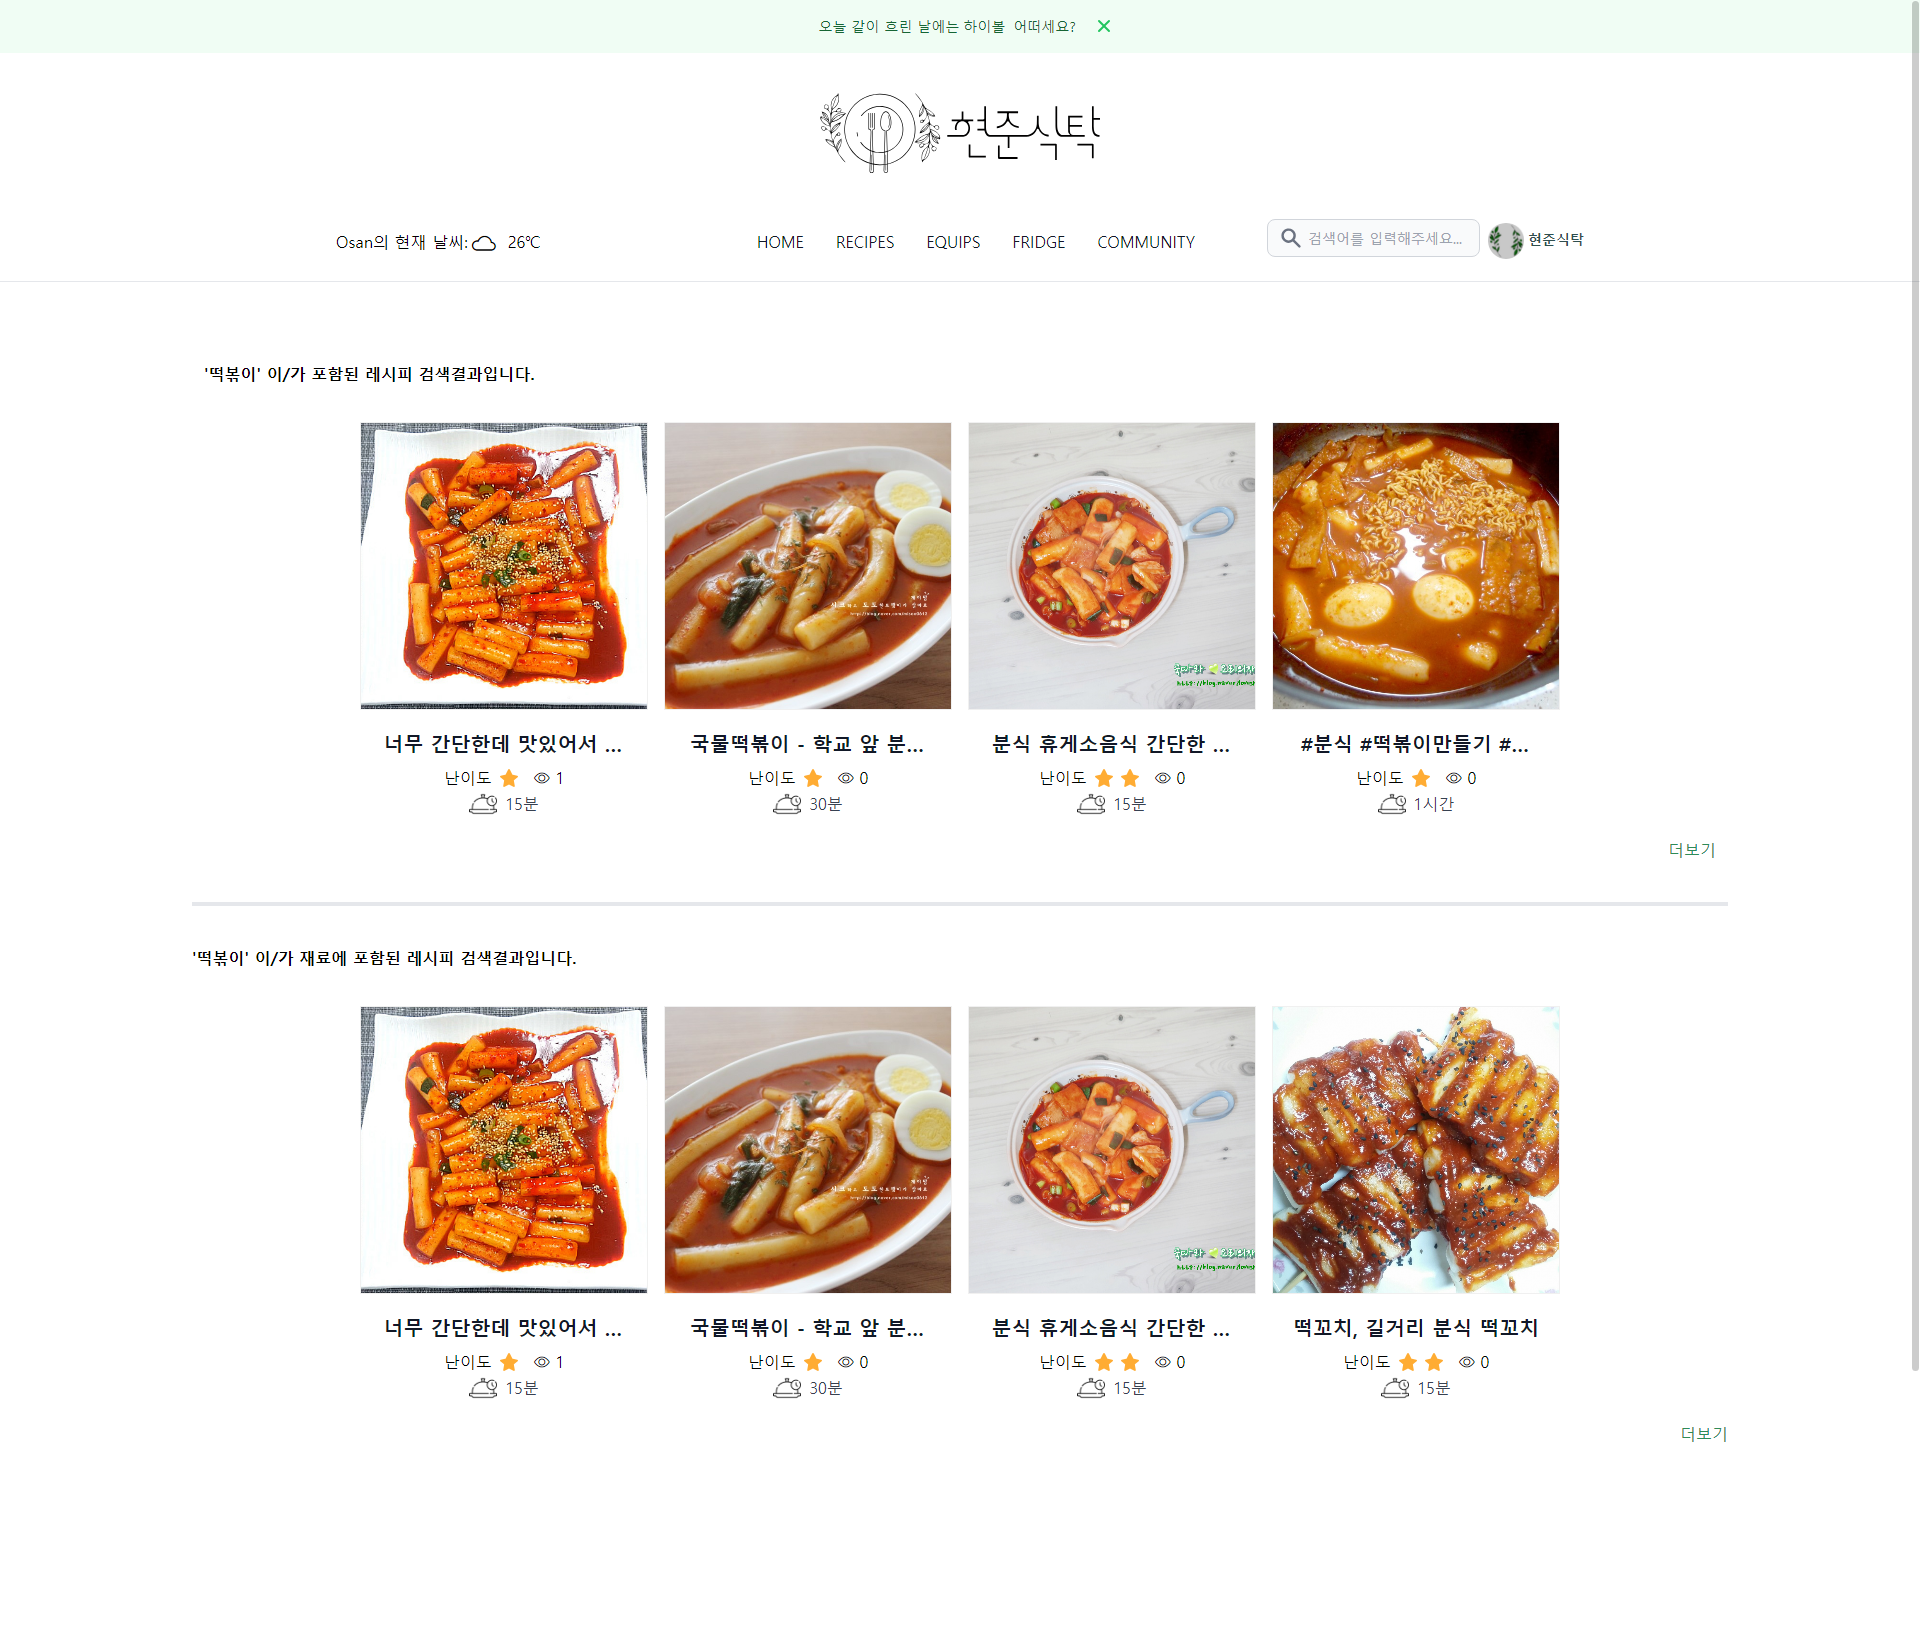 오늘 같이 흐린 날에는 하이볼 어떠세요?
현준식탁
Osan의 현재 날씨: 26℃
HOME RECIPES EQUIPS FRIDGE COMMUNITY
검색어를 입력해주세요...
현준식탁
'떡볶이' 이/가 포함된 레시피 검색결과입니다.
너무 간단한데 맛있어서 ...
난이도 1
15분
국물떡볶이 - 학교 앞 분...
난이도 0
30분
분식 휴게소음식 간단한 ...
난이도 0
15분
#분식 #떡볶이만들기 #...
난이도 0
1시간
더보기
'떡볶이' 이/가 재료에 포함된 레시피 검색결과입니다.
너무 간단한데 맛있어서 ...
난이도 1
15분
국물떡볶이 - 학교 앞 분...
난이도 0
30분
분식 휴게소음식 간단한 ...
난이도 0
15분
떡꼬치, 길거리 분식 떡꼬치
난이도 0
15분
더보기